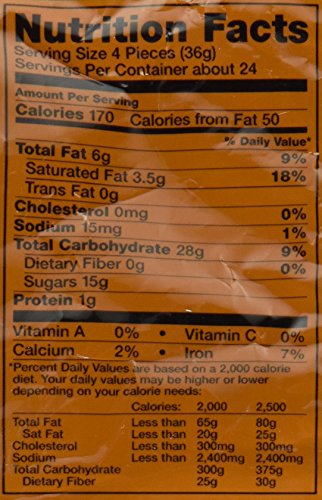 Nutrition Facts
Serving Size 4 Pieces (36g)
Servings Per Container about 24
Amount Per Serving
Calories 170 Calories from Fat 50
% Daily Value*
Total Fat 6g 9%
Saturated Fat 3.5g 18%
Trans Fat 0g
Cholesterol 0mg 0%
Sodium 15mg 1%
Total Carbohydrate 28g 9%
Dietary Fiber 0g 0%
Sugars 15g
Protein 1g
Vitamin A 0% • Vitamin C 0%
Calcium 2% • Iron 7%
*Percent Daily Values are based on a 2,000 calorie
diet. Your daily values may be higher or lower
depending on your calorie needs:
Calories: 2,000 2,500
Total Fat Less than 65g 80g
Sat Fat Less than 20g 25g
Cholesterol Less than 300mg 300mg
Sodium Less than 2,400mg 2,400mg
Total Carbohydrate 300g 375g
Dietary Fiber 25g 30g